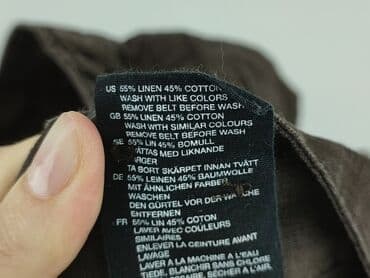 US 55% LINEN 45% COTTON
WASH WITH LIKE COLORS
REMOVE BELT BEFORE WASH
GB 55% LINEN 45% COTTON
WASH WITH SIMILAR COLOURS
REMOVE BELT BEFORE WASH
SE 55% LIN 45% BOMULL
TVÄTTAS MED LIKNANDE
FÄRGER
TA BORT SKÄRPET INNAN TVÄTT
DE 55% LEINEN 45% BAUMWOLLE
MIT ÄHNLICHEN FARBEN
WASCHEN
DEN GÜRTEL VOR DER WÄSCHE
ENTFERNEN
FR 55% LIN 45% COTON
LAVER AVEC COULEURS
SIMILAIRES
ENLEVER LA CEINTURE AVANT
LAVAGE
LAVER A LA MACHINE A L'EAU
TIEDE, BLANCHIR SANS CHLORE
SECHER A L'AIR